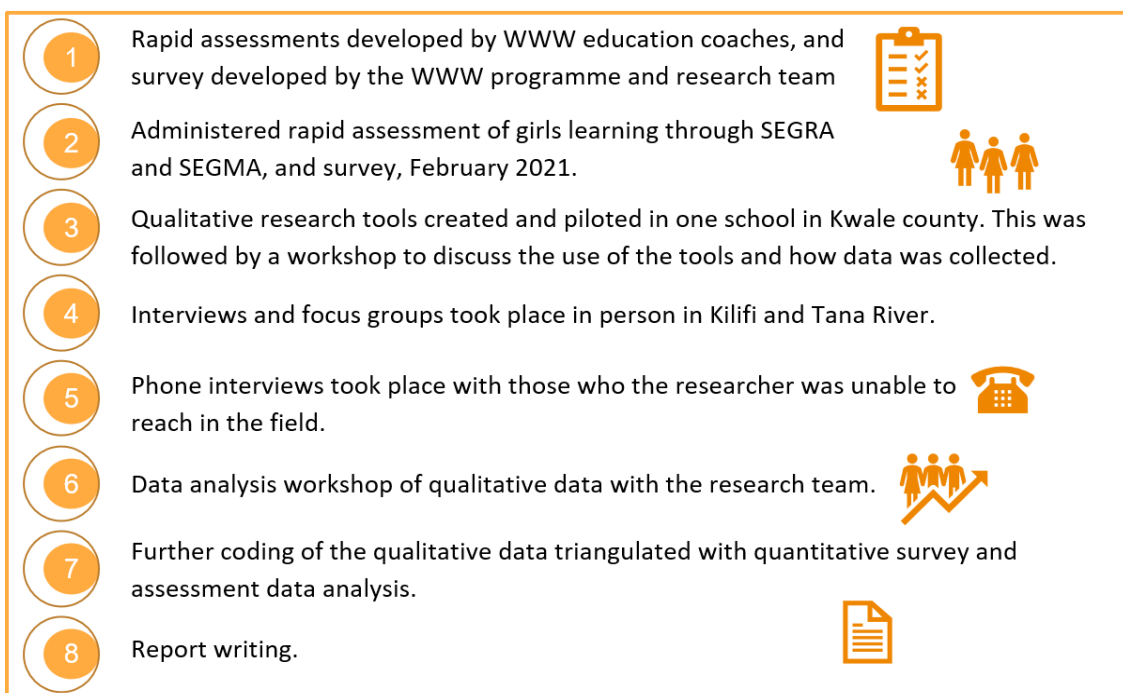 1
Rapid assessments developed by WWW education coaches, and
survey developed by the WWW programme and research team
2
Administered rapid assessment of girls learning through SEGRA
and SEGMA, and survey, February 2021.
3
Qualitative research tools created and piloted in one school in Kwale county. This was
followed by a workshop to discuss the use of the tools and how data was collected.
4
Interviews and focus groups took place in person in Kilifi and Tana River.
5
Phone interviews took place with those who the researcher was unable to
reach in the field.
6
Data analysis workshop of qualitative data with the research team.
7
Further coding of the qualitative data triangulated with quantitative survey and
assessment data analysis.
8
Report writing.